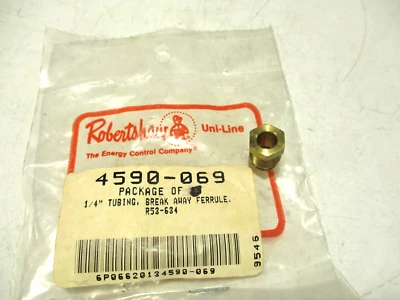 Robertshaw
Uni-Line
The Energy Control Company®
4590-069
PACKAGE OF
1/4" TUBING, BREAK AWAY FERRULE.
R53-634
6P06620134590-069
9546